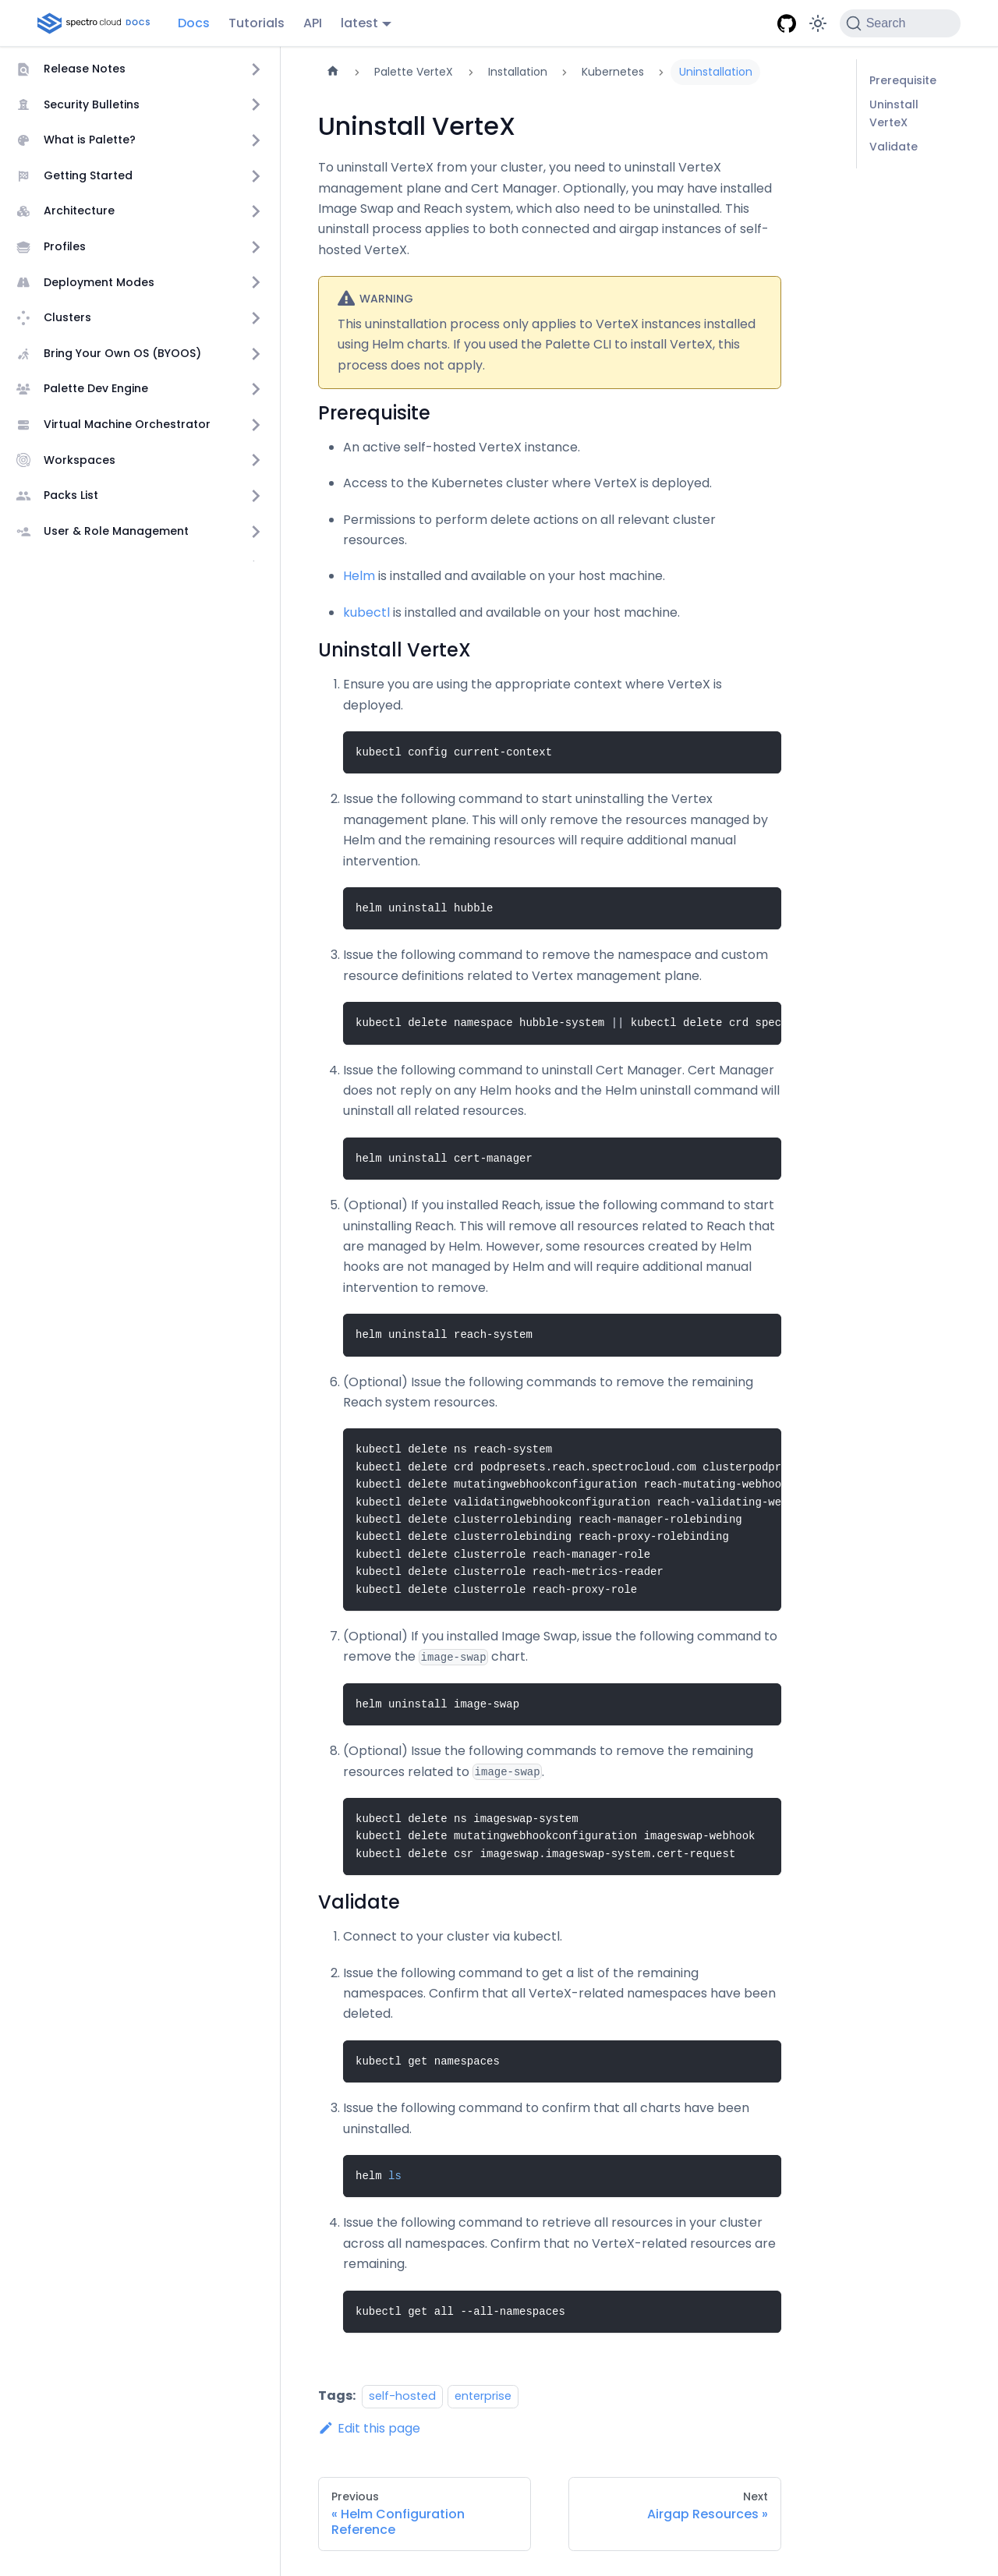 spectro cloud DOCS
Docs
Tutorials
API
latest
Search
Release Notes
Security Bulletins
What is Palette?
Getting Started
Architecture
Profiles
Deployment Modes
Clusters
Bring Your Own OS (BYOOS)
Palette Dev Engine
Virtual Machine Orchestrator
Workspaces
Packs List
User & Role Management
Palette VerteX
Installation
Kubernetes
Uninstallation
Uninstall VerteX
To uninstall VerteX from your cluster, you need to uninstall VerteX
management plane and Cert Manager. Optionally, you may have installed
Image Swap and Reach system, which also need to be uninstalled. This
uninstall process applies to both connected and airgap instances of self-
hosted VerteX.
WARNING
This uninstallation process only applies to VerteX instances installed
using Helm charts. If you used the Palette CLI to install VerteX, this
process does not apply.
Prerequisite
An active self-hosted VerteX instance.
Access to the Kubernetes cluster where VerteX is deployed.
Permissions to perform delete actions on all relevant cluster
resources.
Helm is installed and available on your host machine.
kubectl is installed and available on your host machine.
Uninstall VerteX
1. Ensure you are using the appropriate context where VerteX is
deployed.
kubectl config current-context
2. Issue the following command to start uninstalling the Vertex
management plane. This will only remove the resources managed by
Helm and the remaining resources will require additional manual
intervention.
helm uninstall hubble
3. Issue the following command to remove the namespace and custom
resource definitions related to Vertex management plane.
kubectl delete namespace hubble-system || kubectl delete crd spec
4. Issue the following command to uninstall Cert Manager. Cert Manager
does not reply on any Helm hooks and the Helm uninstall command will
uninstall all related resources.
helm uninstall cert-manager
5. (Optional) If you installed Reach, issue the following command to start
uninstalling Reach. This will remove all resources related to Reach that
are managed by Helm. However, some resources created by Helm
hooks are not managed by Helm and will require additional manual
intervention to remove.
helm uninstall reach-system
6. (Optional) Issue the following commands to remove the remaining
Reach system resources.
kubectl delete ns reach-system
kubectl delete crd podpresets.reach.spectrocloud.com clusterpodpr
kubectl delete mutatingwebhookconfiguration reach-mutating-webhoo
kubectl delete validatingwebhookconfiguration reach-validating-we
kubectl delete clusterrolebinding reach-manager-rolebinding
kubectl delete clusterrolebinding reach-proxy-rolebinding
kubectl delete clusterrole reach-manager-role
kubectl delete clusterrole reach-metrics-reader
kubectl delete clusterrole reach-proxy-role
7. (Optional) If you installed Image Swap, issue the following command to
remove the image-swap chart.
helm uninstall image-swap
8. (Optional) Issue the following commands to remove the remaining
resources related to image-swap.
kubectl delete ns imageswap-system
kubectl delete mutatingwebhookconfiguration imageswap-webhook
kubectl delete csr imageswap.imageswap-system.cert-request
Validate
1. Connect to your cluster via kubectl.
2. Issue the following command to get a list of the remaining
namespaces. Confirm that all VerteX-related namespaces have been
deleted.
kubectl get namespaces
3. Issue the following command to confirm that all charts have been
uninstalled.
helm ls
4. Issue the following command to retrieve all resources in your cluster
across all namespaces. Confirm that no VerteX-related resources are
remaining.
kubectl get all --all-namespaces
Tags: self-hosted enterprise
Edit this page
Previous
« Helm Configuration
Reference
Next
Airgap Resources »
Prerequisite
Uninstall
VerteX
Validate